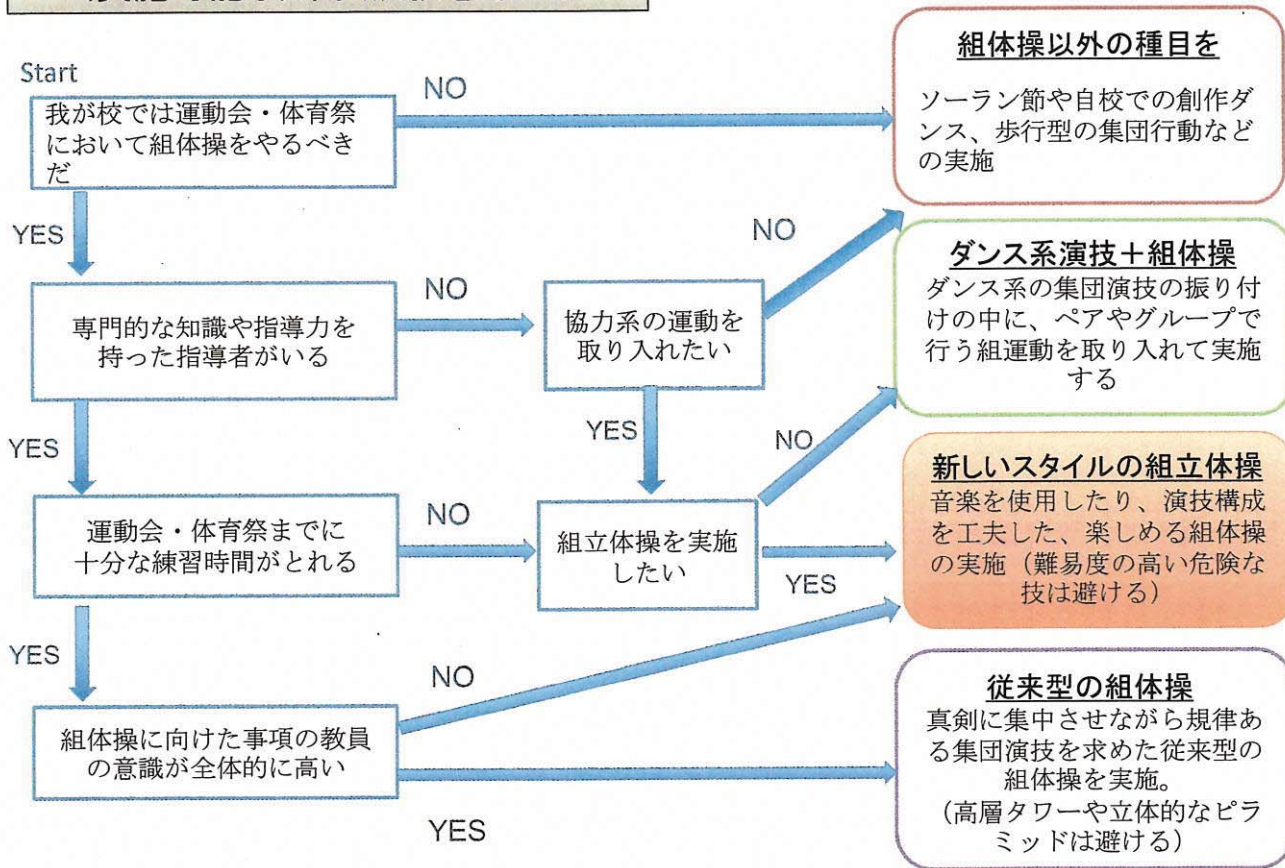 Start
我が校では運動会・体育祭
において組体操をやるべき
だ
NO
組体操以外の種目を
ソーラン節や自校での創作ダ
ンス、歩行型の集団行動など
の実施
YES
専門的な知識や指導力を
持った指導者がいる
NO
協力系の運動を
取り入れたい
NO
ダンス系演技＋組体操
ダンス系の集団演技の振り付
けの中に、ペアやグループで
行う組運動を取り入れて実施
する
YES
YES
運動会・体育祭までに
十分な練習時間がとれる
NO
組立体操を実施
したい
NO
YES
新しいスタイルの組立体操
音楽を使用したり、演技構成
を工夫した、楽しめる組体操
の実施（難易度の高い危険な
技は避ける）
YES
組体操に向けた事項の教員
の意識が全体的に高い
NO
YES
従来型の組体操
真剣に集中させながら規律あ
る集団演技を求めた従来型の
組体操を実施。
（高層タワーや立体的なピラ
ミッドは避ける）